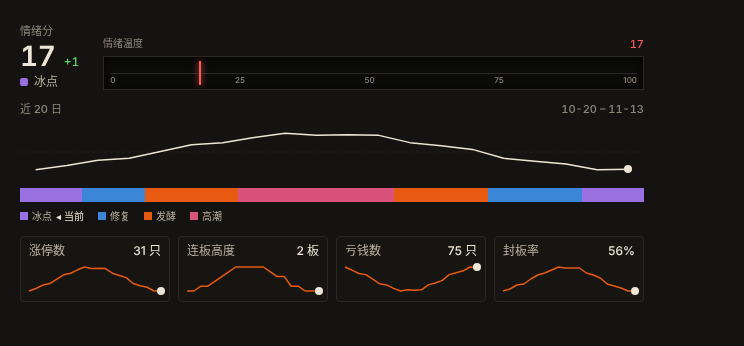 情绪分
17 +1
冰点
情绪温度 17
0 25 50 75 100
近 20 日 10-20 – 11-13
冰点 ◂ 当前 修复 发酵 高潮
涨停数 31 只
连板高度 2 板
亏钱数 75 只
封板率 56%